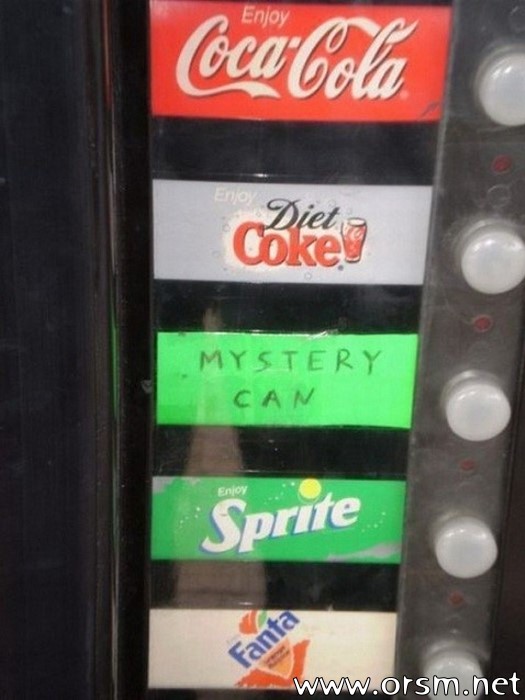 Enjoy
Coca-Cola
Enjoy
Diet
Coke
MYSTERY
CAN
Enjoy
Sprite
Fanta
www.orsm.net